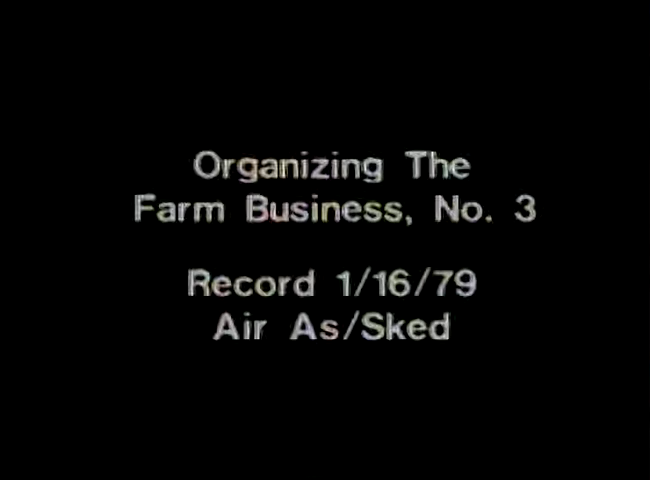 Organizing The
Farm Business, No. 3
Record 1/16/79
Air As/Sked